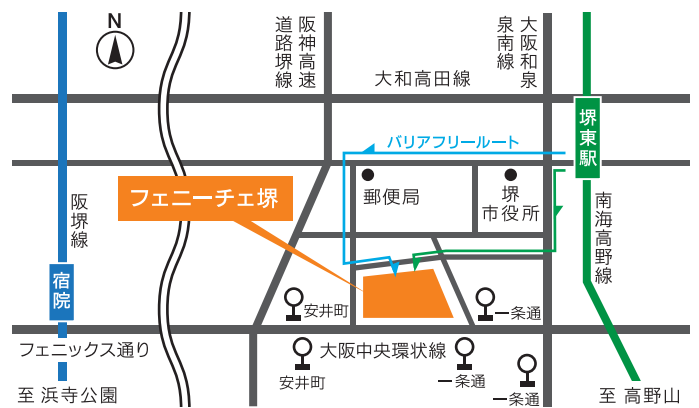 N
阪神高速
道路堺線
大阪和泉
泉南線
大和高田線
堺東駅
バリアフリールート
フェニーチェ堺
郵便局
堺
市役所
阪堺線
南海高野線
宿院
安井町
一条通
フェニックス通り
大阪中央環状線
安井町
一条通
一条通
至 浜寺公園
至 高野山